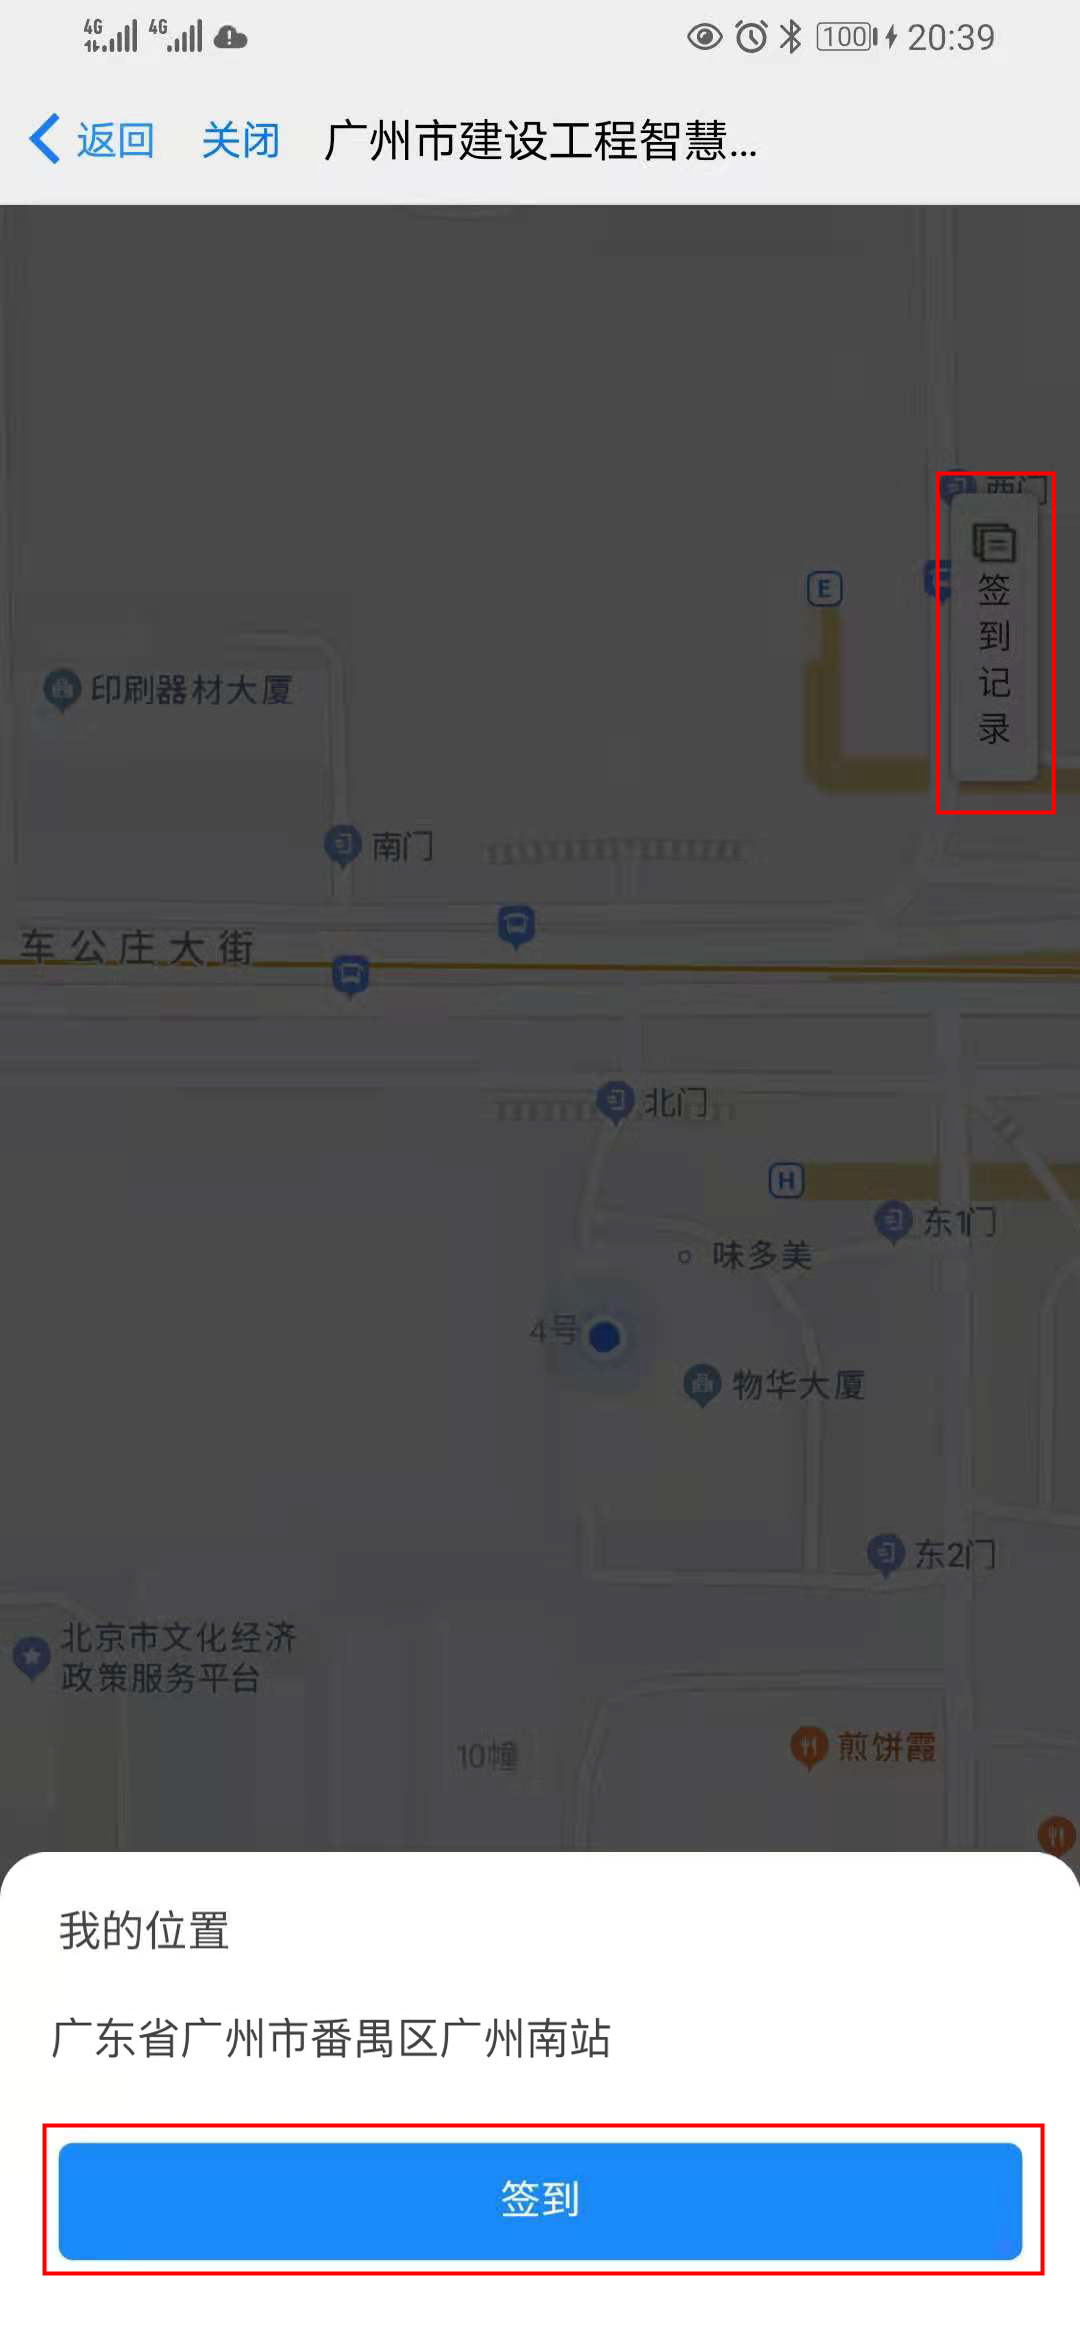 4G 4G 100 20:39
返回 关闭 广州市建设工程智慧...
西门
签
到
记
录
E
印刷器材大厦
南门
车公庄大街
北门
H
东1门
味多美
4号
物华大厦
东2门
北京市文化经济
政策服务平台
煎饼霞
10幢
我的位置
广东省广州市番禺区广州南站
签到